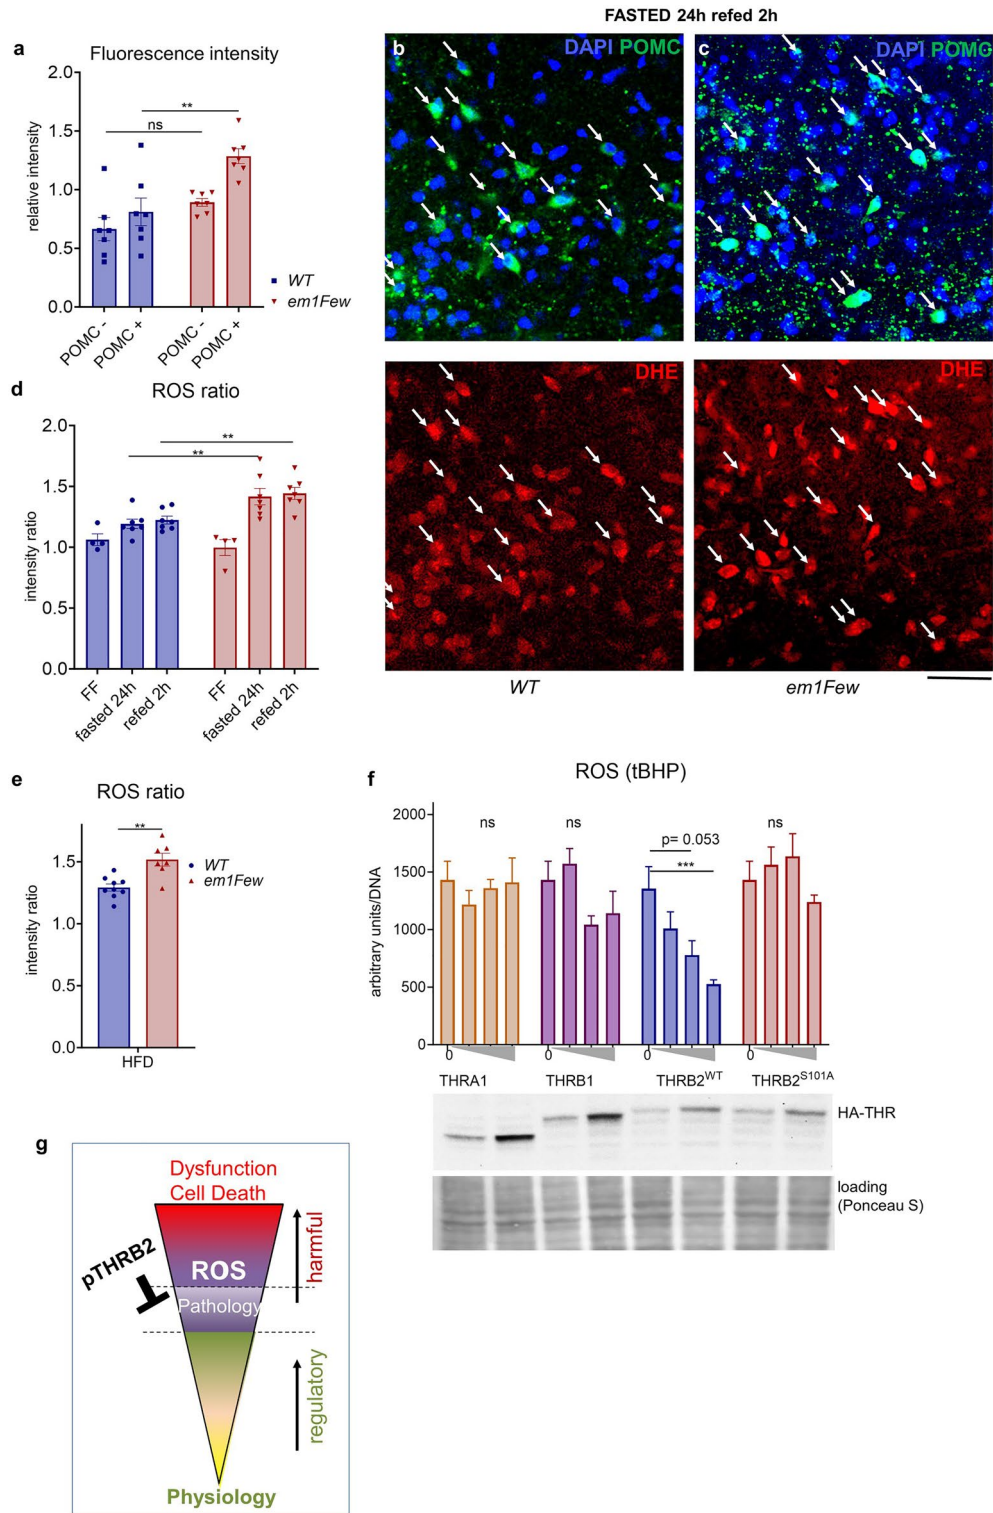 FASTED 24h refed 2h
a
Fluorescence intensity
2.0
1.5
1.0
0.5
0.0
relative intensity
**
ns
WT
em1Few
POMC -
POMC +
POMC -
POMC +
b
DAPI POMC
c
DAPI POMC
DHE
DHE
WT
em1Few
d
ROS ratio
2.0
1.5
1.0
0.5
0.0
intensity ratio
**
**
FF
fasted 24h
refed 2h
FF
fasted 24h
refed 2h
e
ROS ratio
1.5
1.0
0.5
0.0
intensity ratio
**
WT
em1Few
HFD
f
ROS (tBHP)
2000
1500
1000
500
0
arbitrary units/DNA
ns
ns
p= 0.053
***
ns
0
0
0
0
THRA1
THRB1
THRB2WT
THRB2S101A
HA-THR
loading
(Ponceau S)
g
Dysfunction
Cell Death
pTHRB2
ROS
Pathology
harmful
regulatory
Physiology